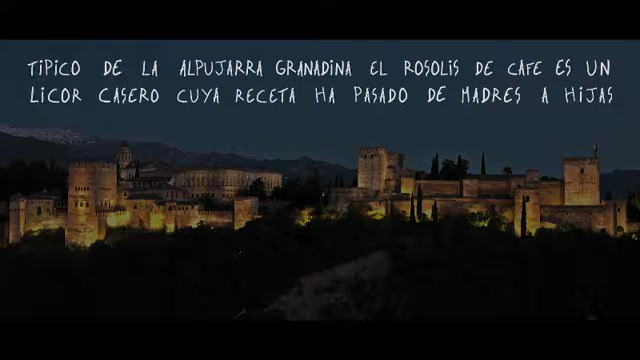 TIPICO DE LA ALPUJARRA GRANADINA EL ROSOLIS DE CAFE ES UN
LICOR CASERO CUYA RECETA HA PASADO DE MADRES A HIJAS